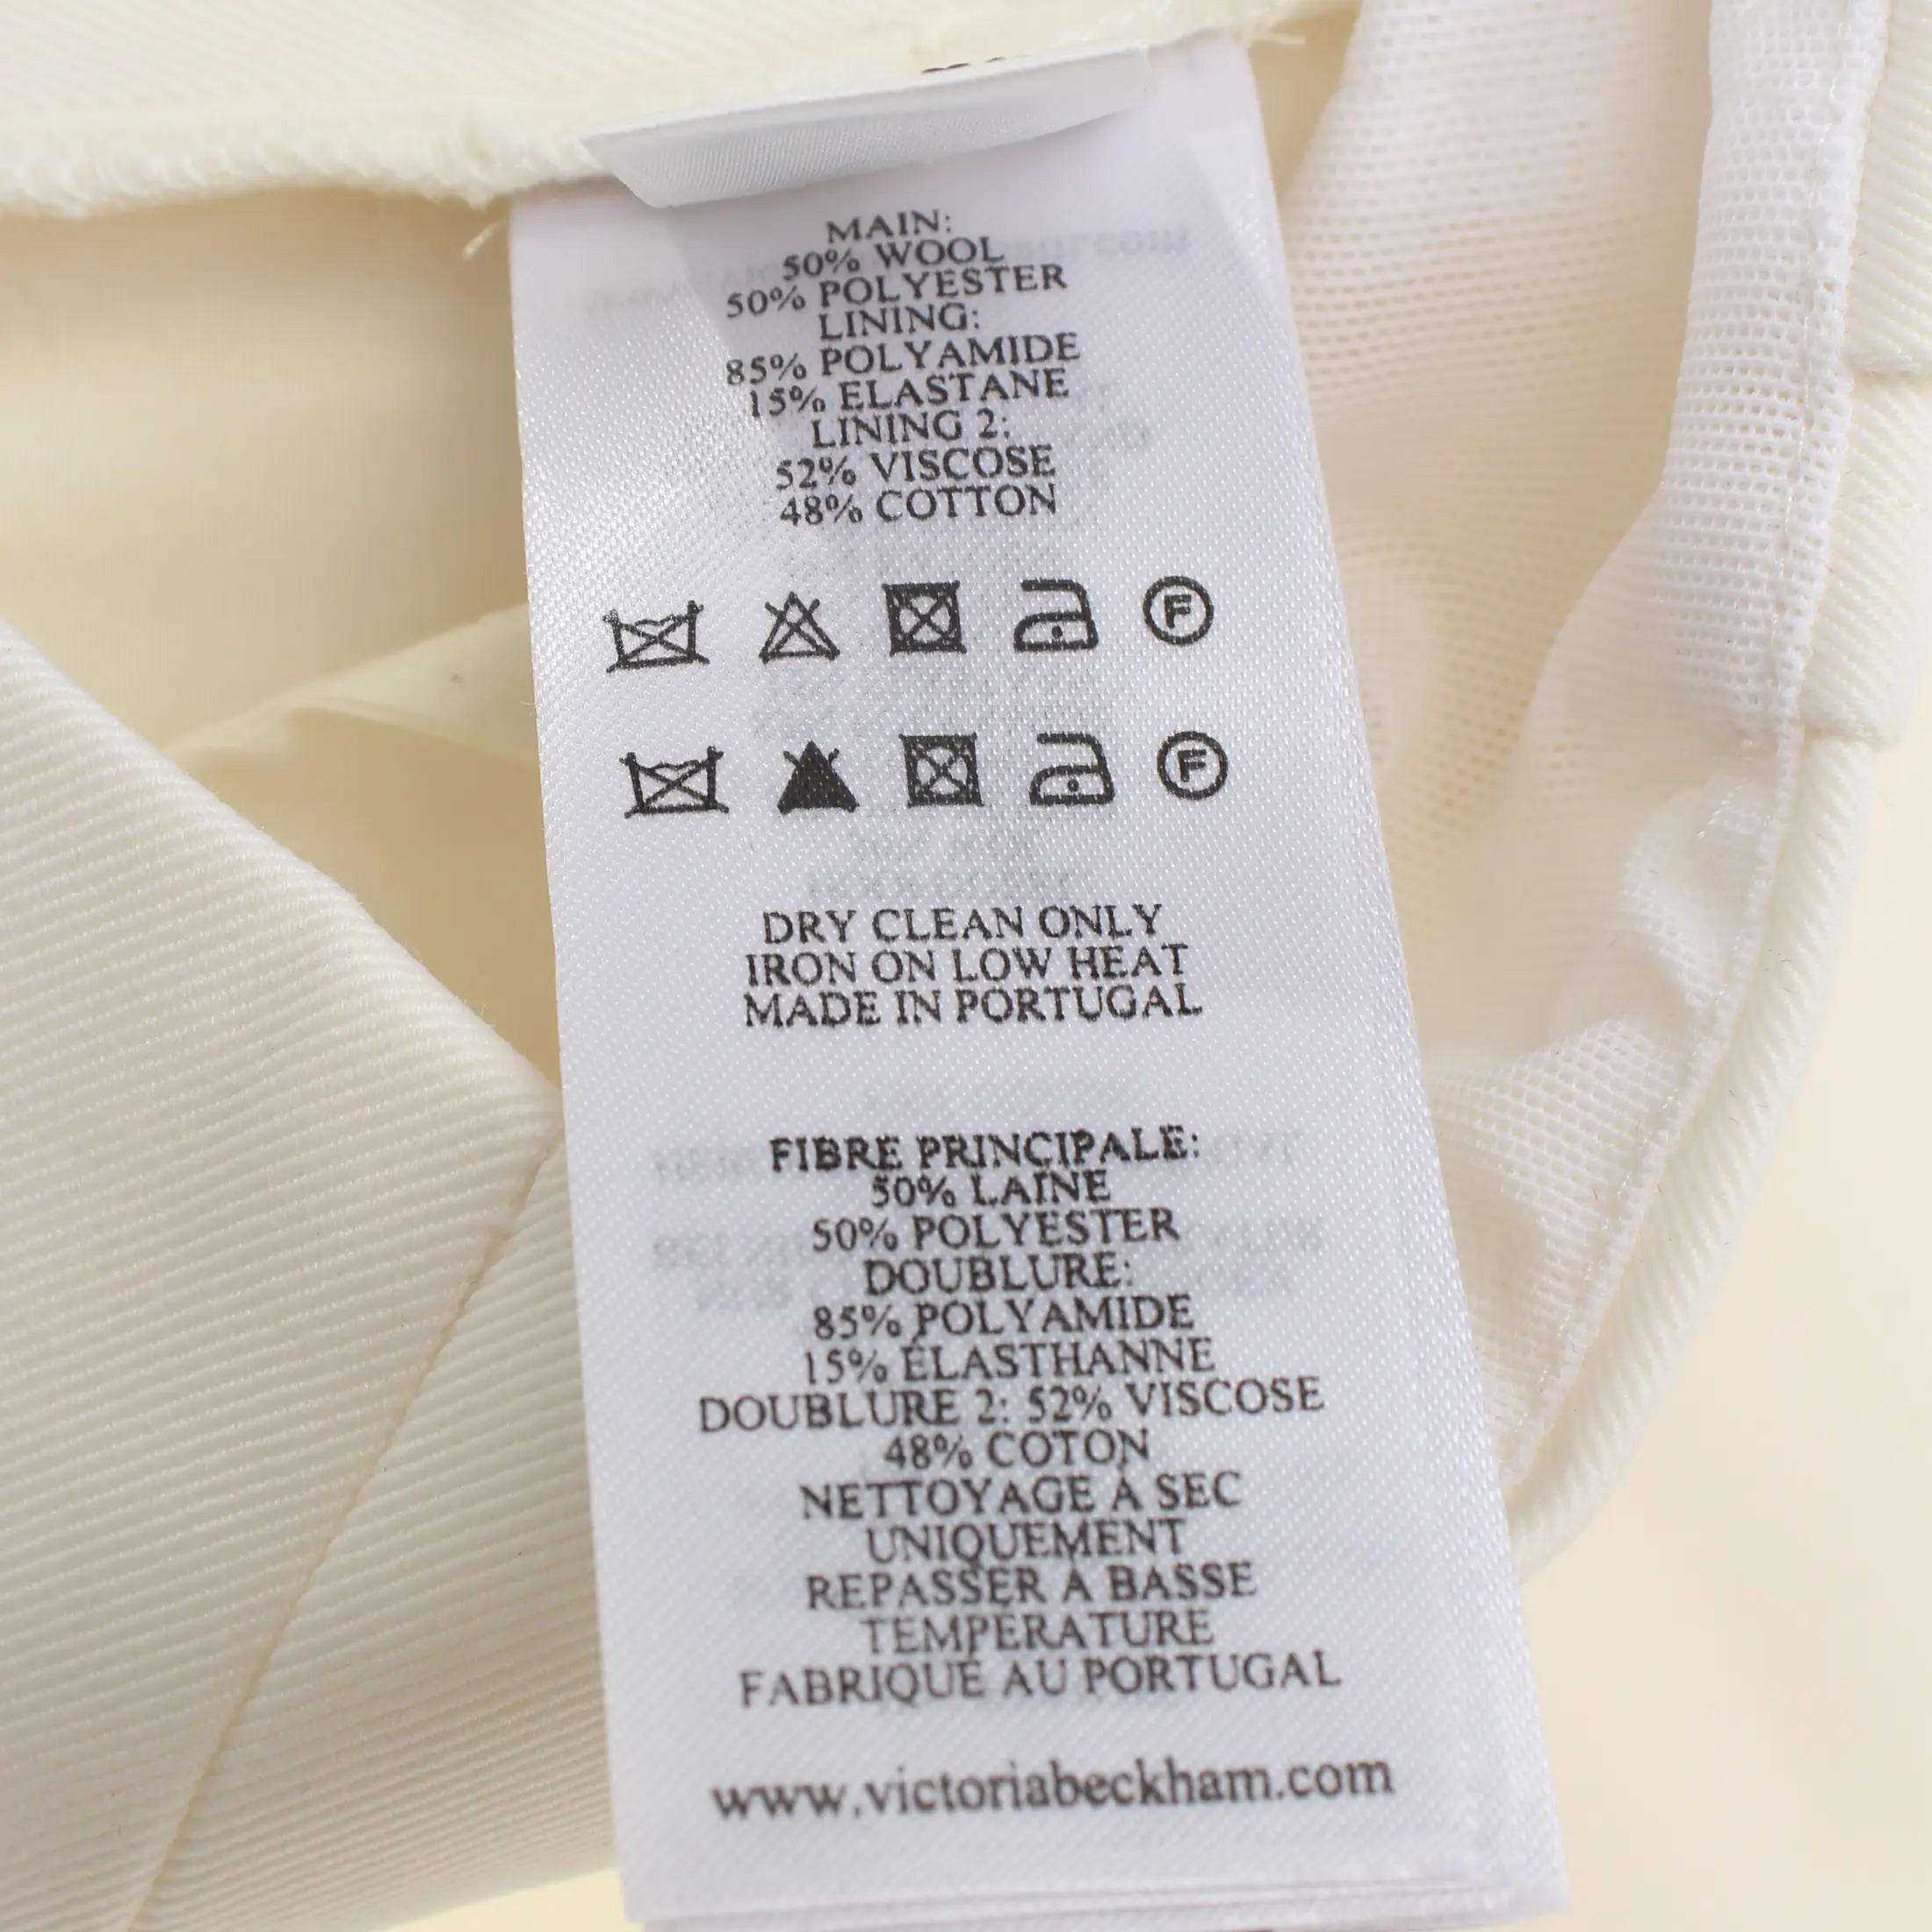 MAIN:
50% WOOL
50% POLYESTER
LINING:
85% POLYAMIDE
15% ELASTANE
LINING 2:
52% VISCOSE
48% COTTON
F
F
DRY CLEAN ONLY
IRON ON LOW HEAT
MADE IN PORTUGAL
FIBRE PRINCIPALE:
50% LAINE
50% POLYESTER
DOUBLURE:
85% POLYAMIDE
15% ÉLASTHANNE
DOUBLURE 2: 52% VISCOSE
48% COTON
NETTOYAGE À SEC
UNIQUEMENT
REPASSER À BASSE
TEMPÉRATURE
FABRIQUÉ AU PORTUGAL
www.victoriabeckham.com